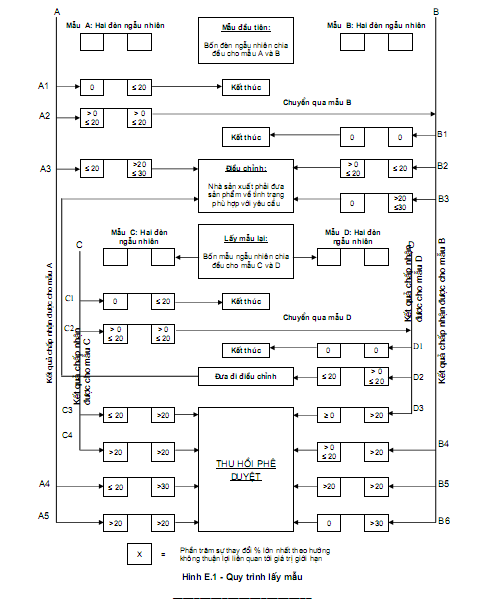 A
B
Mẫu A: Hai đèn ngẫu nhiên
Mẫu đầu tiên:
Bốn đèn ngẫu nhiên chia
đều cho mẫu A và B
Mẫu B: Hai đèn ngẫu nhiên
A1
0
≤ 20
Kết thúc
Chuyển qua mẫu B
A2
> 0
≤ 20
> 0
≤ 20
Kết thúc
0
0
B1
A3
≤ 20
>20
≤ 30
Điều chỉnh:
Nhà sản xuất phải đưa
sản phẩm về tình trạng
phù hợp với yêu cầu
> 0
≤ 20
≤ 20
B2
0
>20
≤30
B3
C
Mẫu C: Hai đèn
ngẫu nhiên
Lấy mẫu lại:
Bốn mẫu ngẫu nhiên chia
đều cho mẫu C và D
Mẫu D: Hai đèn
ngẫu nhiên
D
Kết quả chấp nhận được cho mẫu A
Kết quả chấp nhận
được cho mẫu C
Kết quả chấp nhận
được cho mẫu D
Kết quả chấp nhận được cho mẫu B
C1
0
≤ 20
Kết thúc
Chuyển qua mẫu D
C2
> 0
≤ 20
> 0
≤ 20
Kết thúc
0
0
D1
Đưa đi điều chỉnh
≤ 20
> 0
≤ 20
D2
C3
≤ 20
>20
THU HỒI PHÊ
DUYỆT
≥ 0
>20
D3
C4
>20
>20
> 0
≤ 20
>20
B4
A4
≤ 20
>30
>20
>20
B5
A5
>20
>20
0
>30
B6
X = Phần trăm sự thay đổi % lớn nhất theo hướng
không thuận lợi liên quan tới giá trị giới hạn
Hình E.1 - Quy trình lấy mẫu